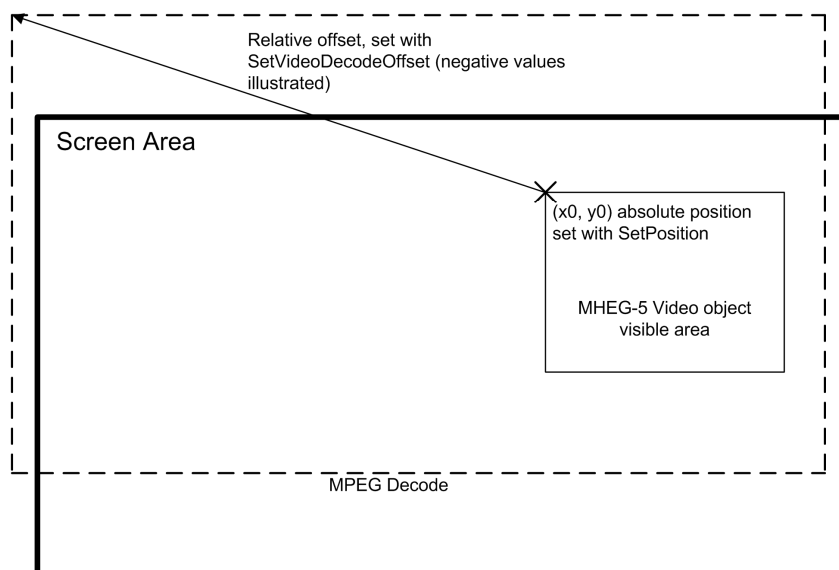 Relative offset, set with
SetVideoDecodeOffset (negative values
illustrated)
Screen Area
(x0, y0) absolute position
set with SetPosition
MHEG-5 Video object
visible area
MPEG Decode